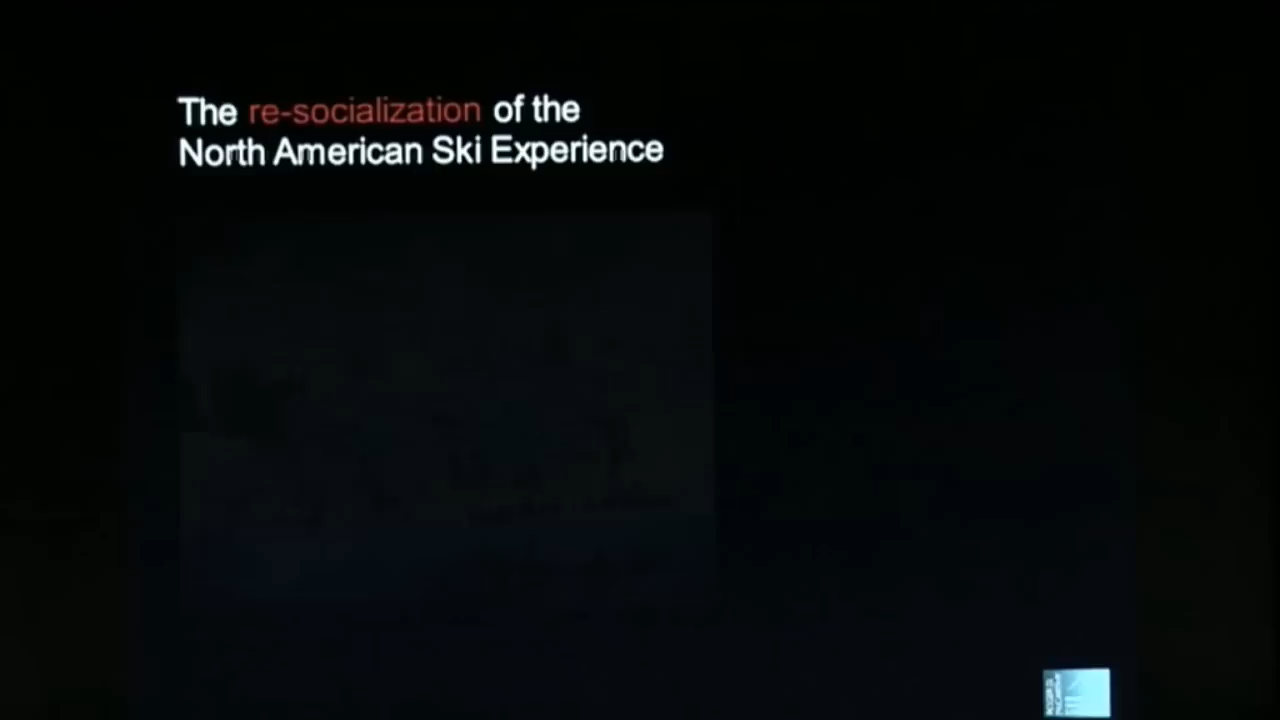 The re-socialization of the
North American Ski Experience